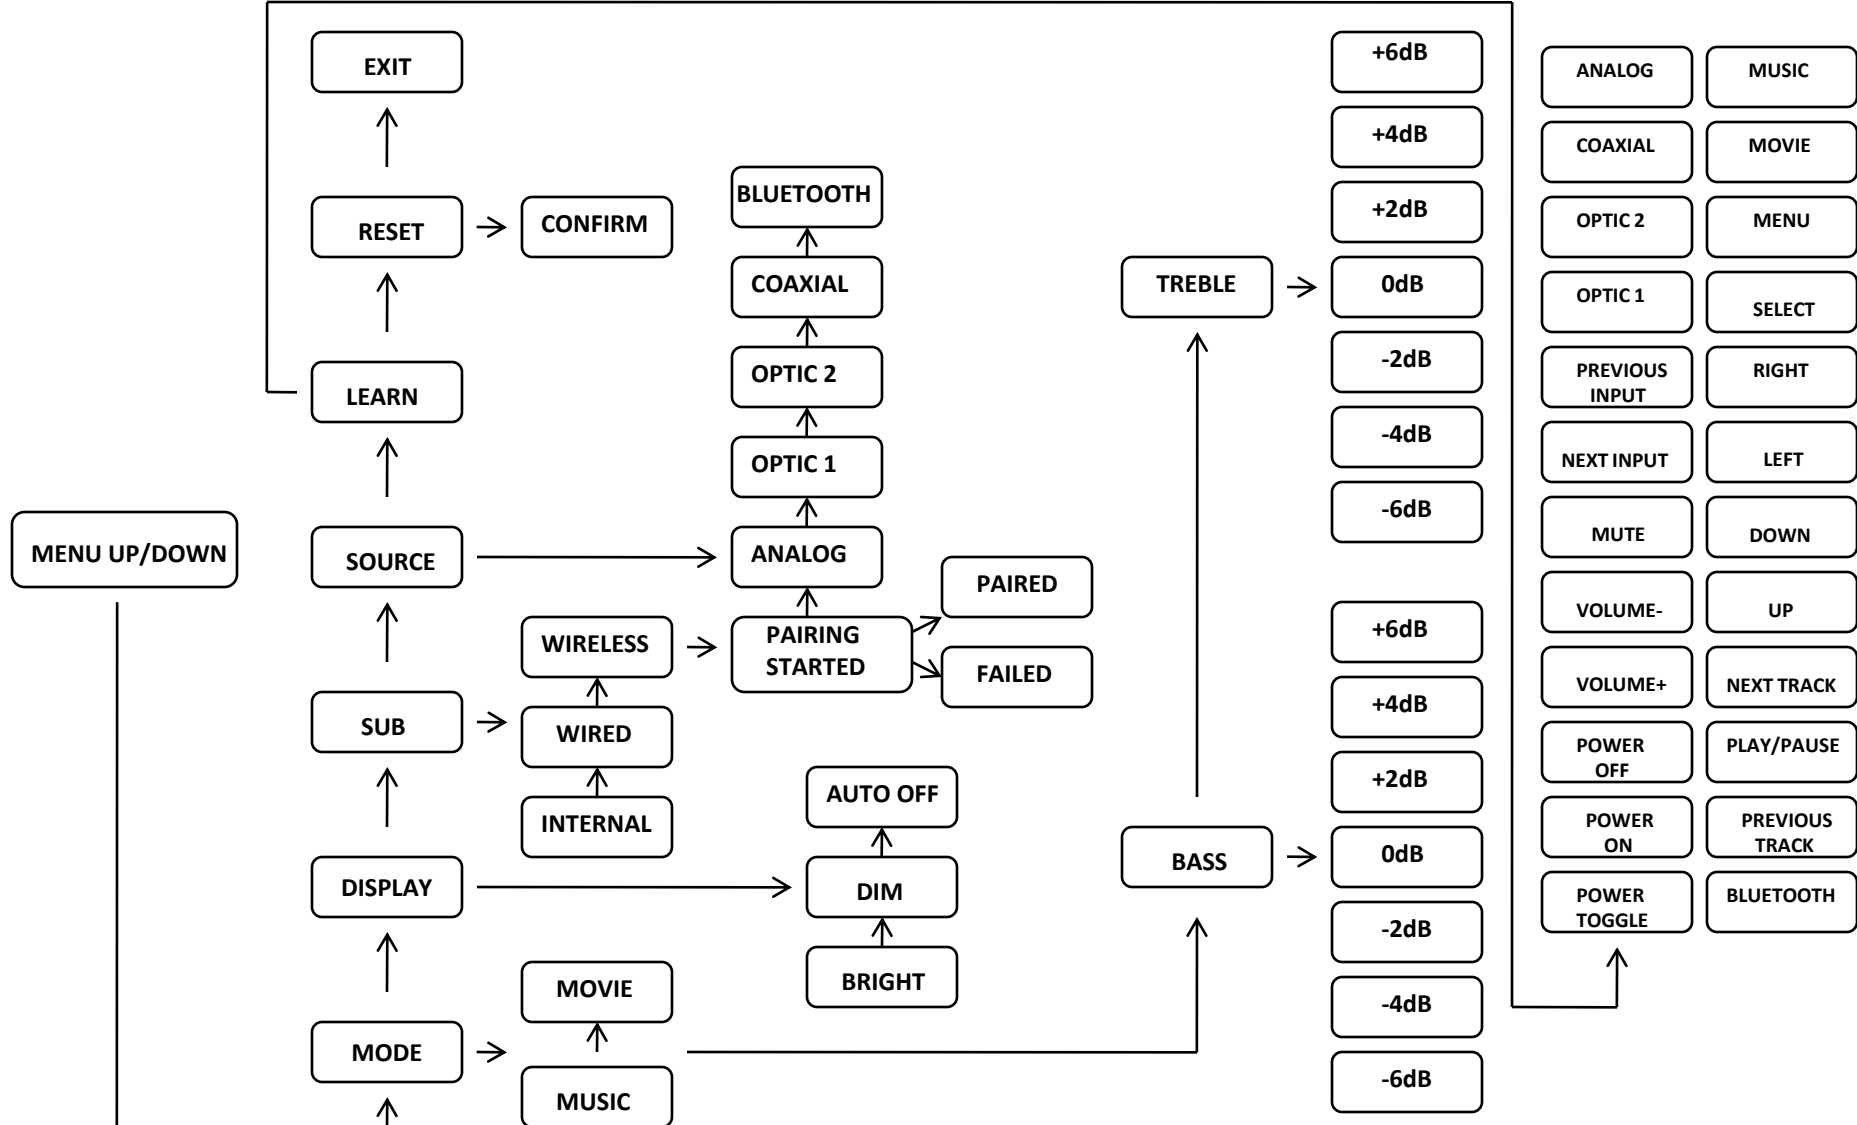 MENU UP/DOWN
EXIT
RESET
CONFIRM
LEARN
SOURCE
SUB
DISPLAY
MODE
WIRELESS
WIRED
INTERNAL
MOVIE
MUSIC
BLUETOOTH
COAXIAL
OPTIC 2
OPTIC 1
ANALOG
PAIRING
STARTED
PAIRED
FAILED
AUTO OFF
DIM
BRIGHT
TREBLE
BASS
+6dB
+4dB
+2dB
0dB
-2dB
-4dB
-6dB
+6dB
+4dB
+2dB
0dB
-2dB
-4dB
-6dB
ANALOG
COAXIAL
OPTIC 2
OPTIC 1
PREVIOUS
INPUT
NEXT INPUT
MUTE
VOLUME-
VOLUME+
POWER
OFF
POWER
ON
POWER
TOGGLE
MUSIC
MOVIE
MENU
SELECT
RIGHT
LEFT
DOWN
UP
NEXT TRACK
PLAY/PAUSE
PREVIOUS
TRACK
BLUETOOTH